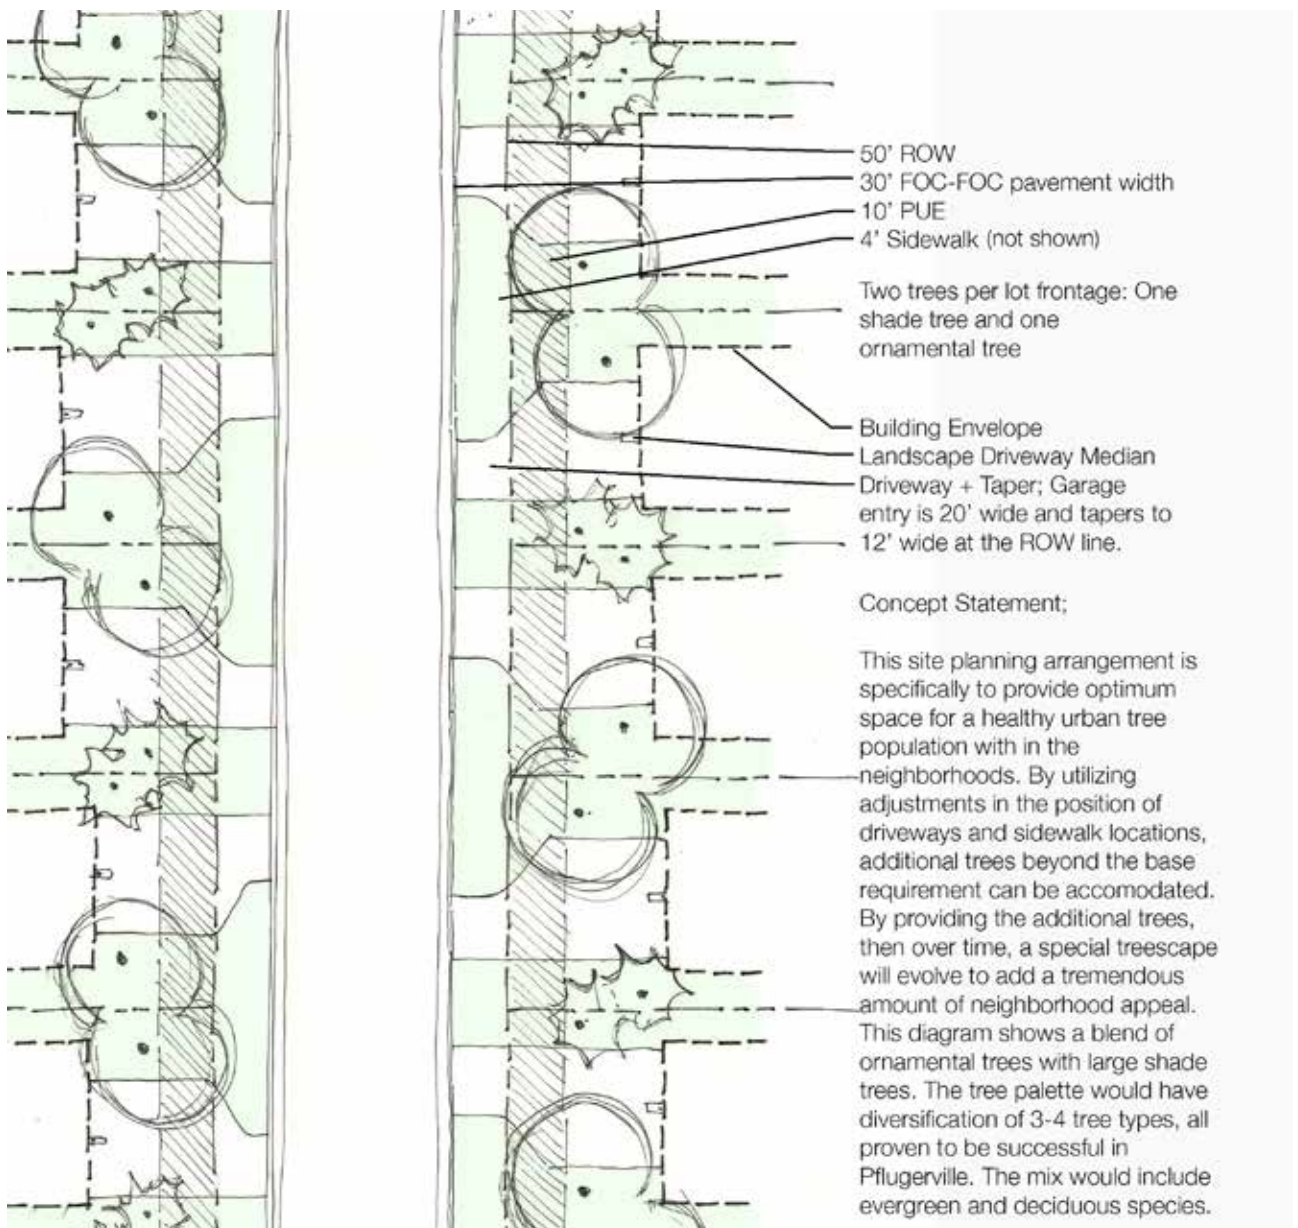 50' ROW
30' FOC-FOC pavement width
10' PUE
4' Sidewalk (not shown)
Two trees per lot frontage: One
shade tree and one
ornamental tree
Building Envelope
Landscape Driveway Median
Driveway + Taper; Garage
entry is 20' wide and tapers to
12' wide at the ROW line.
Concept Statement;
This site planning arrangement is
specifically to provide optimum
space for a healthy urban tree
population with in the
neighborhoods. By utilizing
adjustments in the position of
driveways and sidewalk locations,
additional trees beyond the base
requirement can be accomodated.
By providing the additional trees,
then over time, a special treescape
will evolve to add a tremendous
amount of neighborhood appeal.
This diagram shows a blend of
ornamental trees with large shade
trees. The tree palette would have
diversification of 3-4 tree types, all
proven to be successful in
Pflugerville. The mix would include
evergreen and deciduous species.